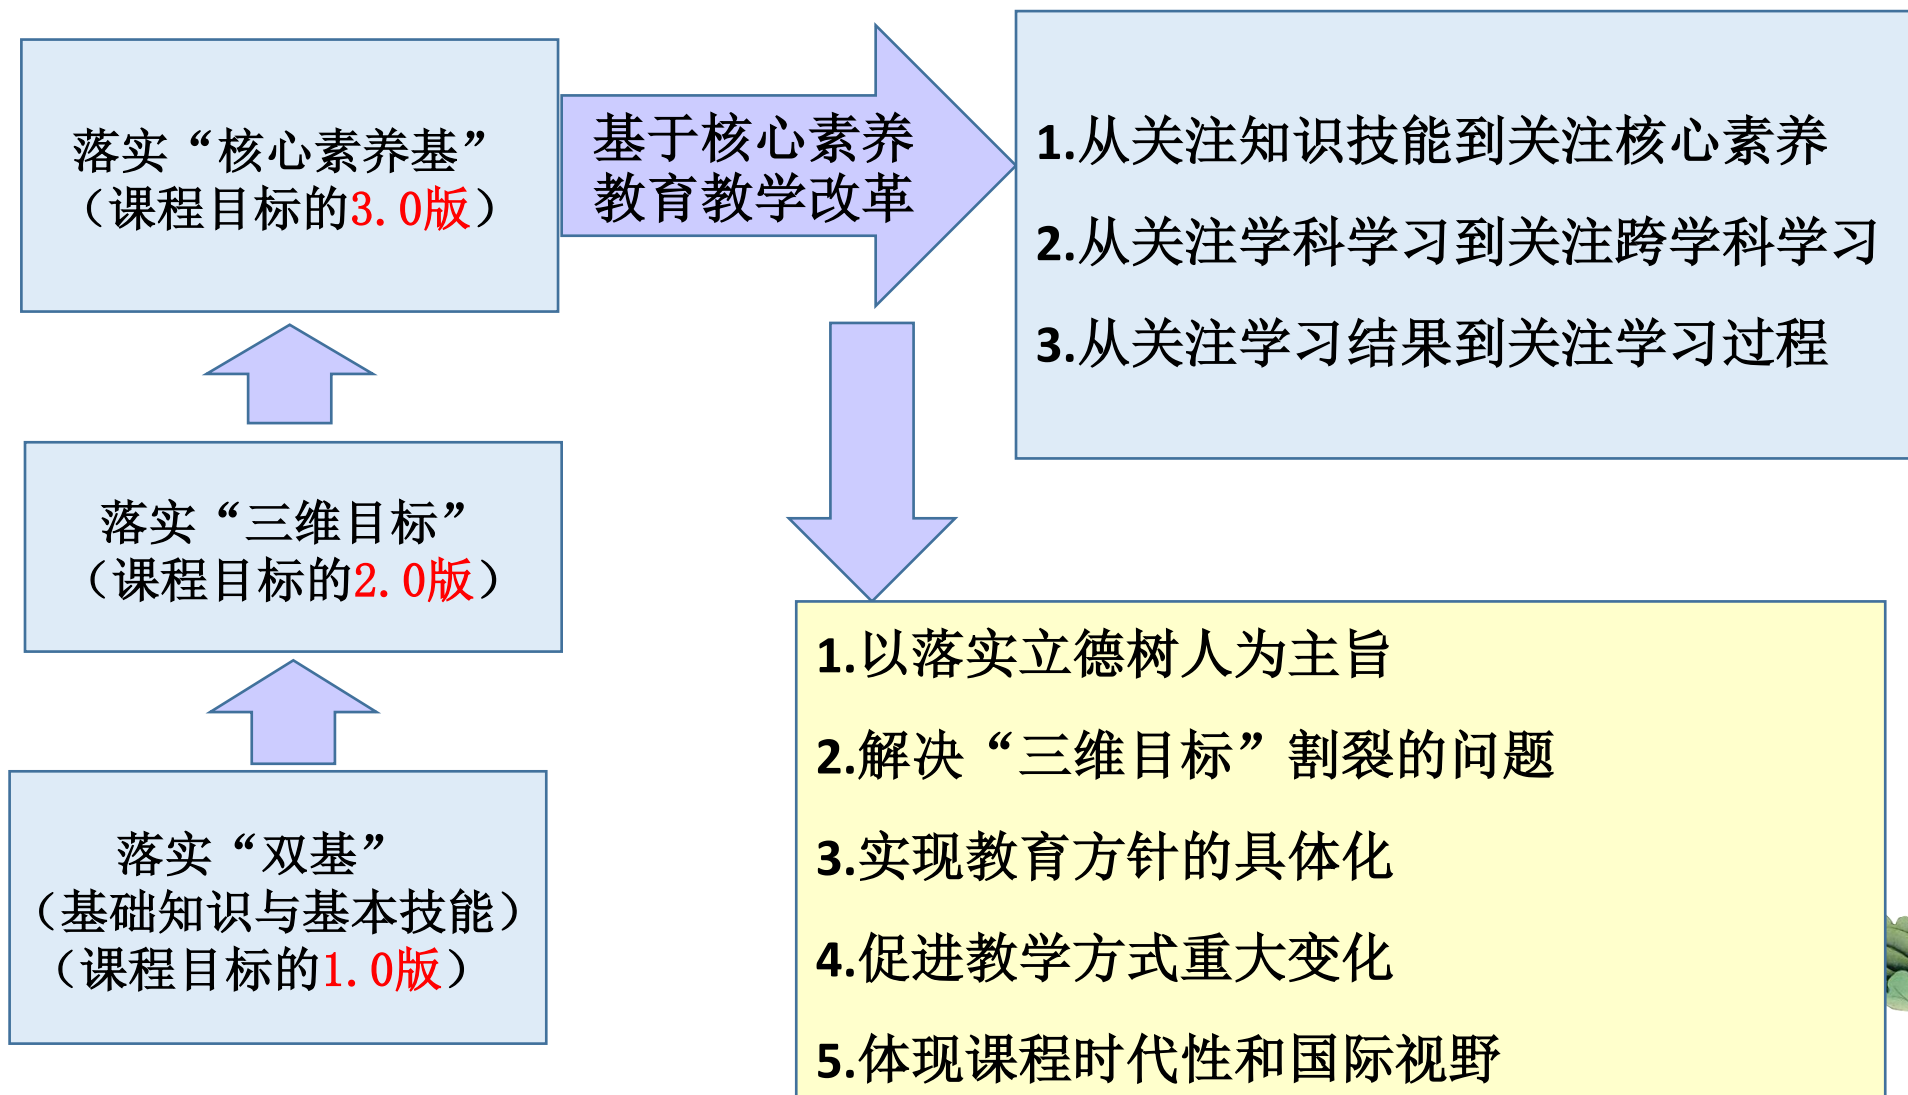 落实“核心素养基”
（课程目标的3.0版）
基于核心素养
教育教学改革
1.从关注知识技能到关注核心素养
2.从关注学科学习到关注跨学科学习
3.从关注学习结果到关注学习过程
落实“三维目标”
（课程目标的2.0版）
落实“双基”
（基础知识与基本技能）
（课程目标的1.0版）
1.以落实立德树人为主旨
2.解决“三维目标”割裂的问题
3.实现教育方针的具体化
4.促进教学方式重大变化
5.体现课程时代性和国际视野